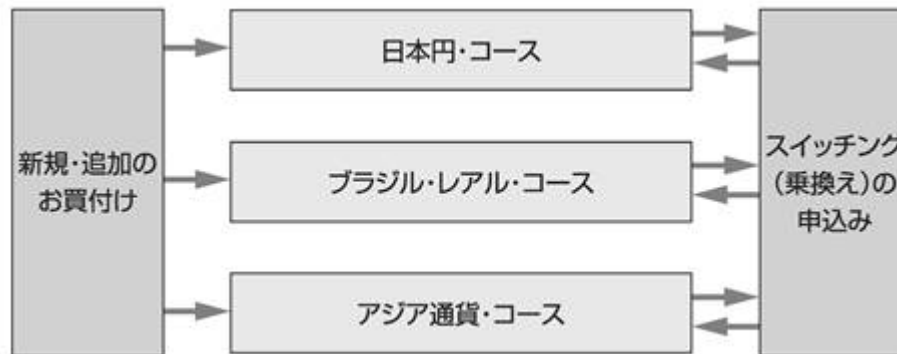 新規・追加の
お買付け
日本円・コース
ブラジル・レアル・コース
アジア通貨・コース
スイッチング
（乗換え）の
申込み